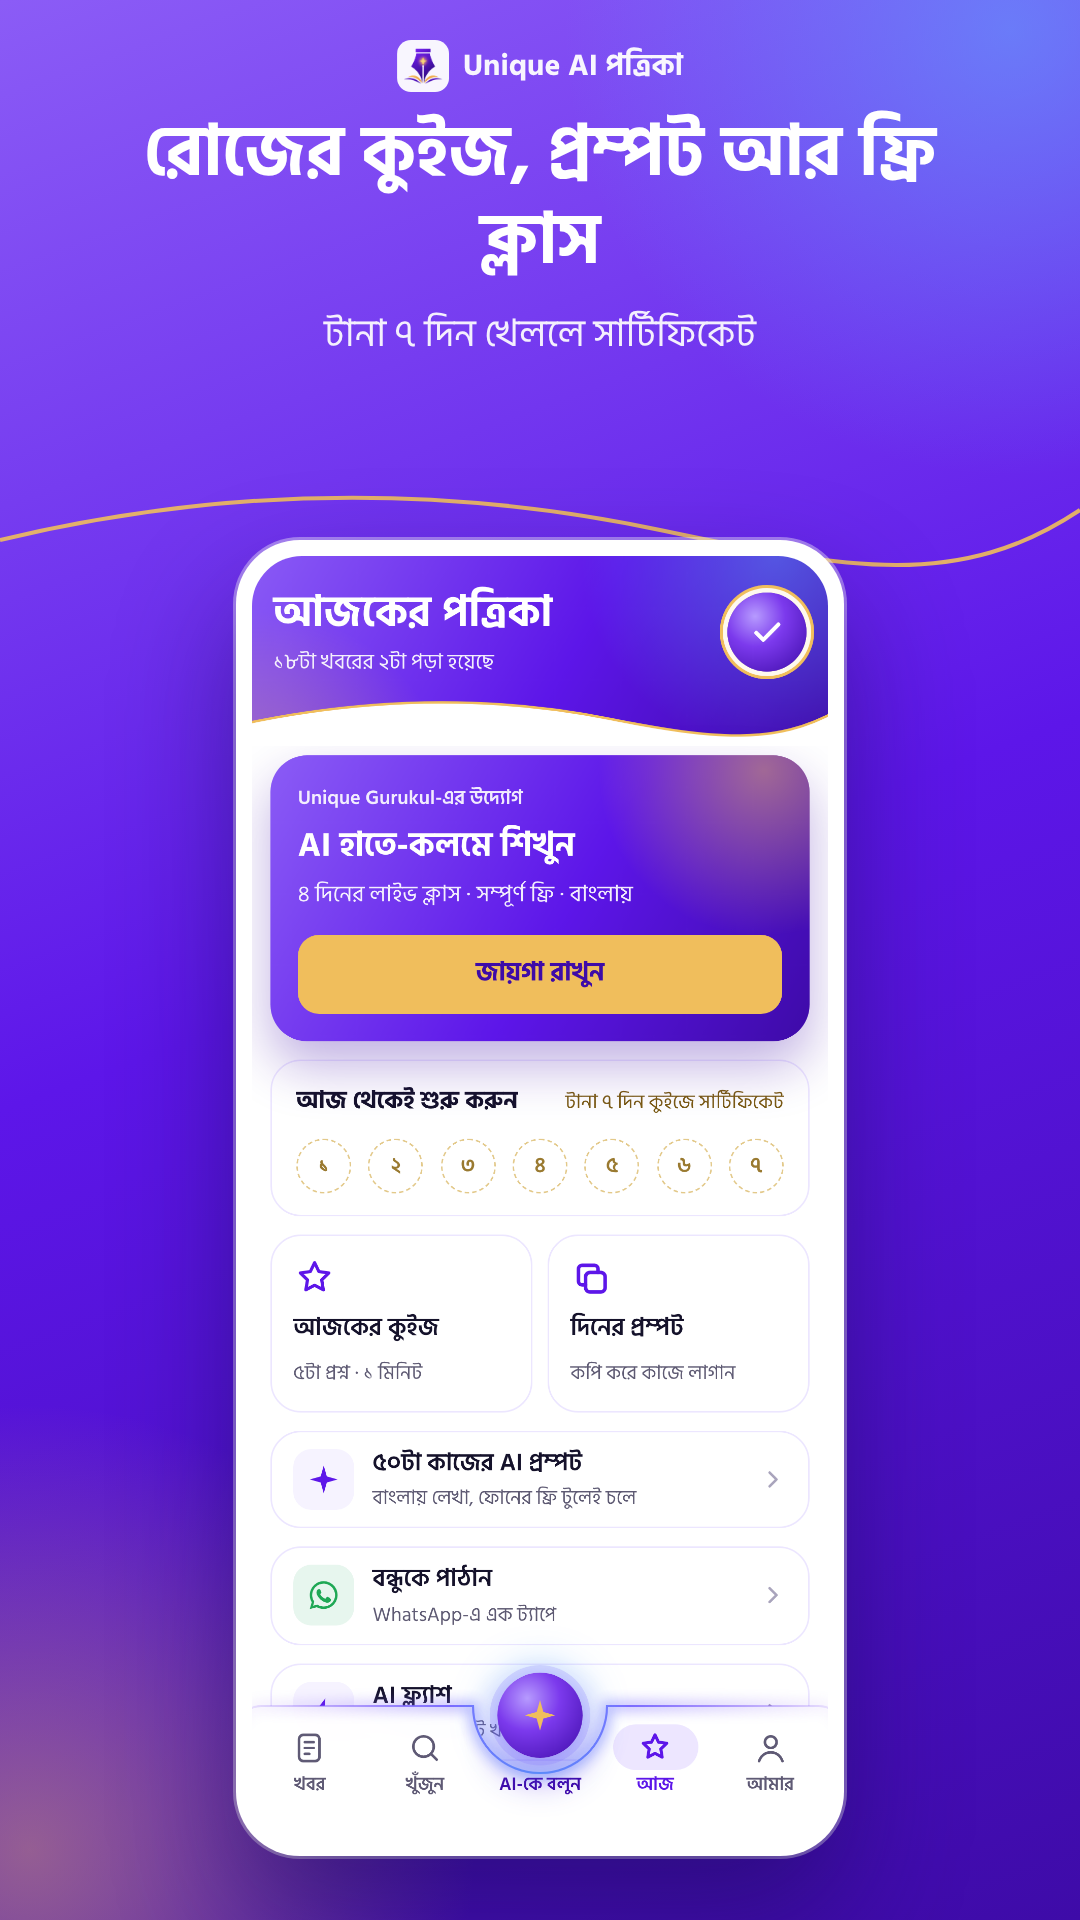 Unique AI পত্রিকা
রোজের কুইজ, প্রম্পট আর ফ্রি
ক্লাস
টানা ৭ দিন খেললে সার্টিফিকেট
আজকের পত্রিকা
১৮টা খবরের ২টা পড়া হয়েছে
Unique Gurukul-এর উদ্যোগ
AI হাতে-কলমে শিখুন
৪ দিনের লাইভ ক্লাস · সম্পূর্ণ ফ্রি · বাংলায়
জায়গা রাখুন
আজ থেকেই শুরু করুন
টানা ৭ দিন কুইজে সার্টিফিকেট
১ ২ ৩ ৪ ৫ ৬ ৭
আজকের কুইজ
৫টা প্রশ্ন · ১ মিনিট
দিনের প্রম্পট
কপি করে কাজে লাগান
৫০টা কাজের AI প্রম্পট
বাংলায় লেখা, ফোনের ফ্রি টুলেই চলে
বন্ধুকে পাঠান
WhatsApp-এ এক ট্যাপে
AI ফ্ল্যাশ
খবর
খুঁজুন
AI-কে বলুন
আজ
আমার